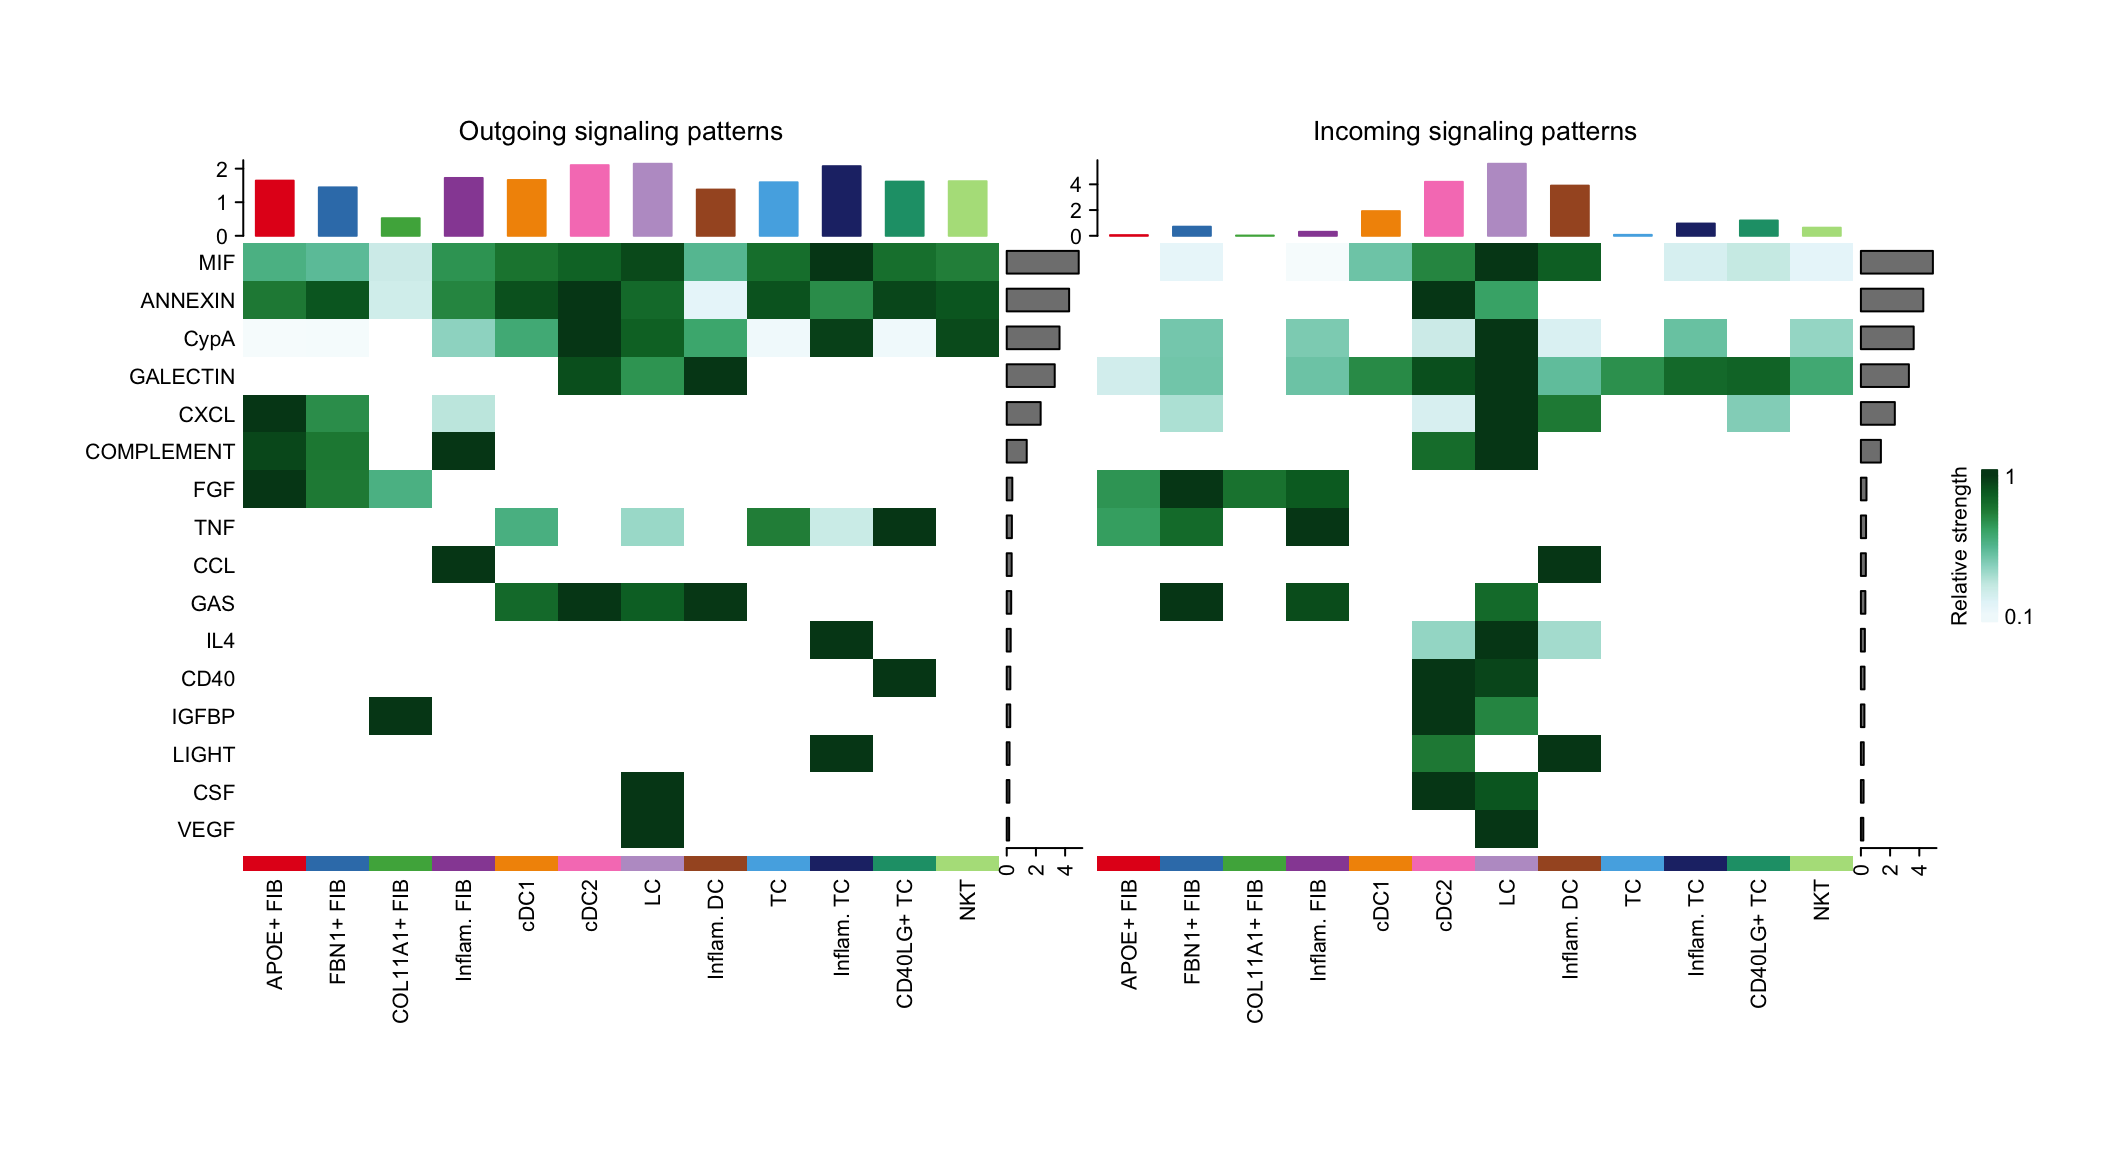 Outgoing signaling patterns
Incoming signaling patterns
2
1
0
4
2
0
MIF
ANNEXIN
CypA
GALECTIN
CXCL
COMPLEMENT
FGF
TNF
CCL
GAS
IL4
CD40
IGFBP
LIGHT
CSF
VEGF
0
2
4
0
2
4
APOE+ FIB
FBN1+ FIB
COL11A1+ FIB
Inflam. FIB
cDC1
cDC2
LC
Inflam. DC
TC
Inflam. TC
CD40LG+ TC
NKT
APOE+ FIB
FBN1+ FIB
COL11A1+ FIB
Inflam. FIB
cDC1
cDC2
LC
Inflam. DC
TC
Inflam. TC
CD40LG+ TC
NKT
Relative strength
1
0.1